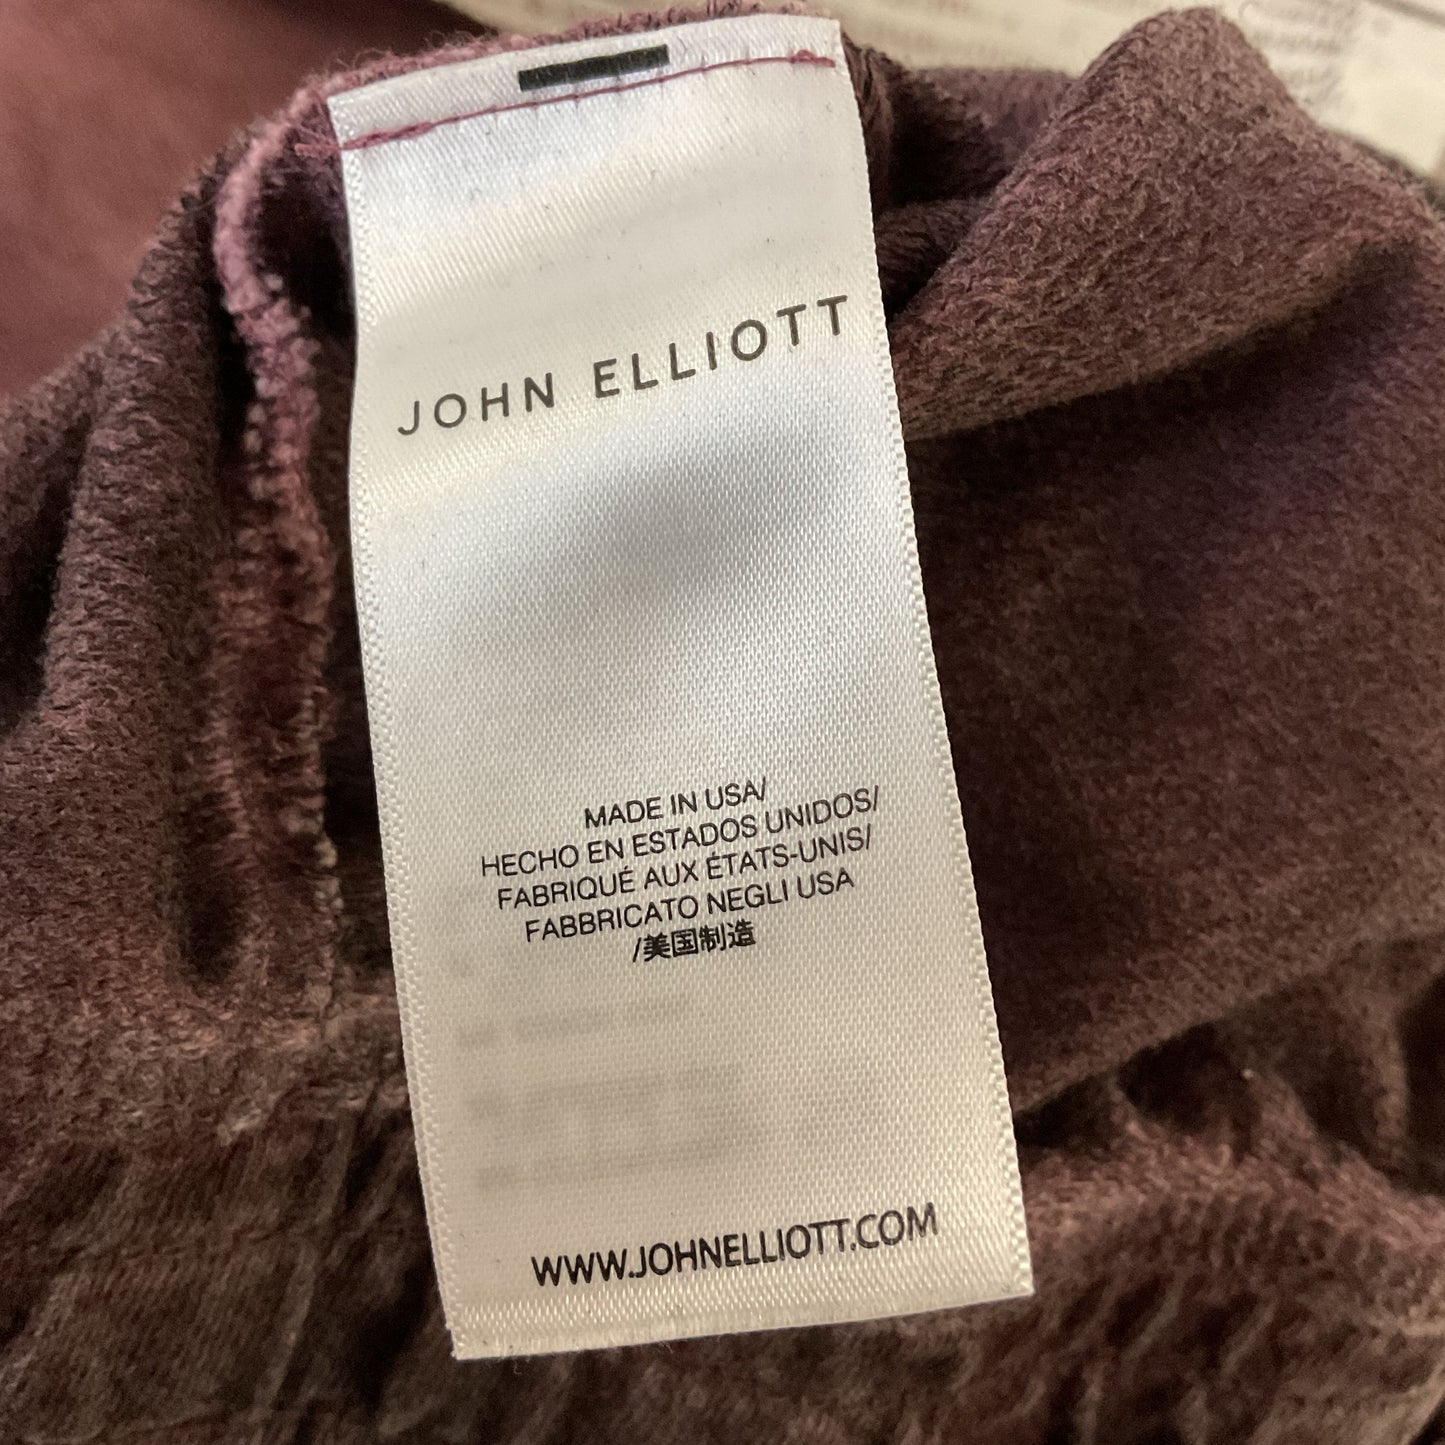 JOHN ELLIOTT
MADE IN USA/
HECHO EN ESTADOS UNIDOS/
FABRIQUÉ AUX ÉTATS-UNIS/
FABBRICATO NEGLI USA
/美国制造
WWW.JOHNELLIOTT.COM